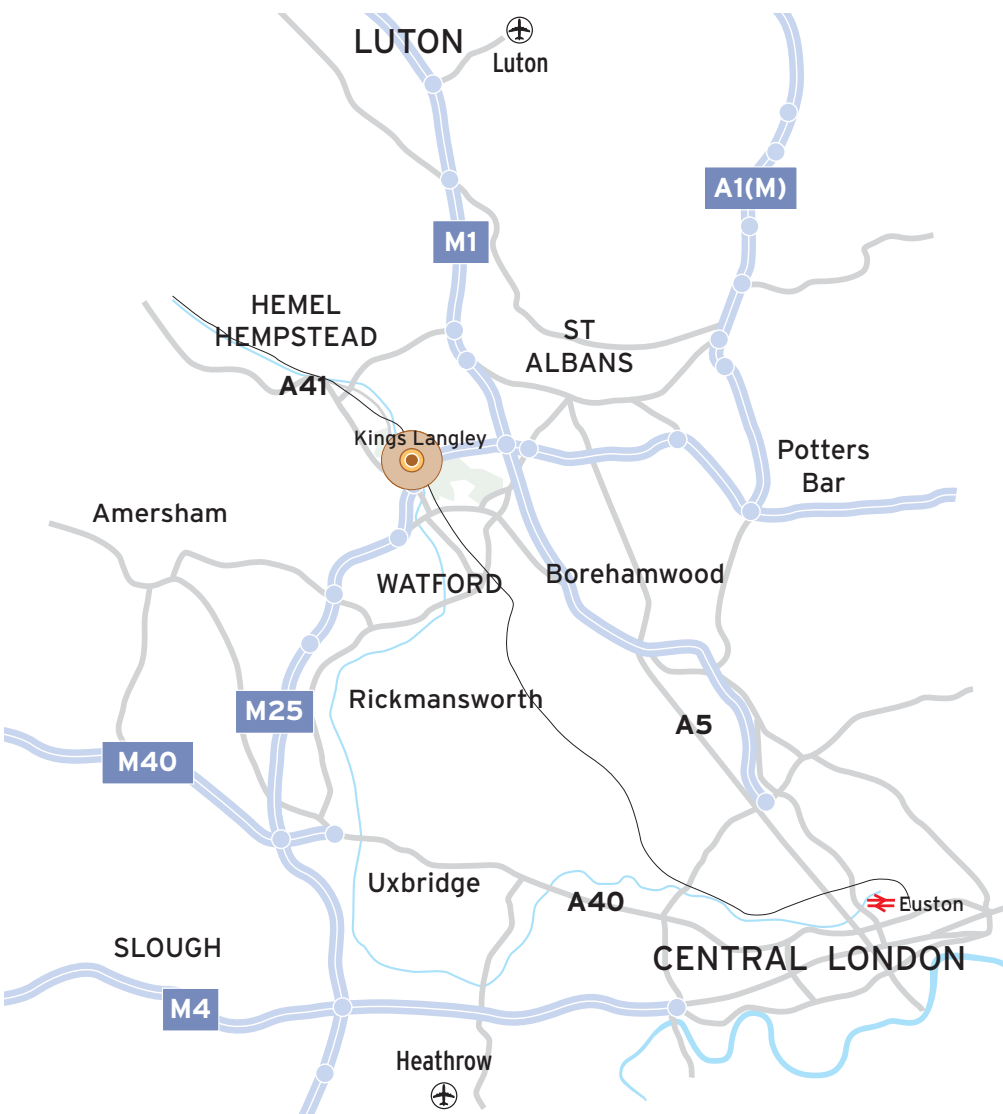 LUTON
Luton
A1(M)
M1
HEMEL
HEMPSTEAD
ST
ALBANS
A41
Kings Langley
Potters
Bar
Amersham
WATFORD
Borehamwood
Rickmansworth
M25
A5
M40
Uxbridge
A40
Euston
SLOUGH
CENTRAL LONDON
M4
Heathrow